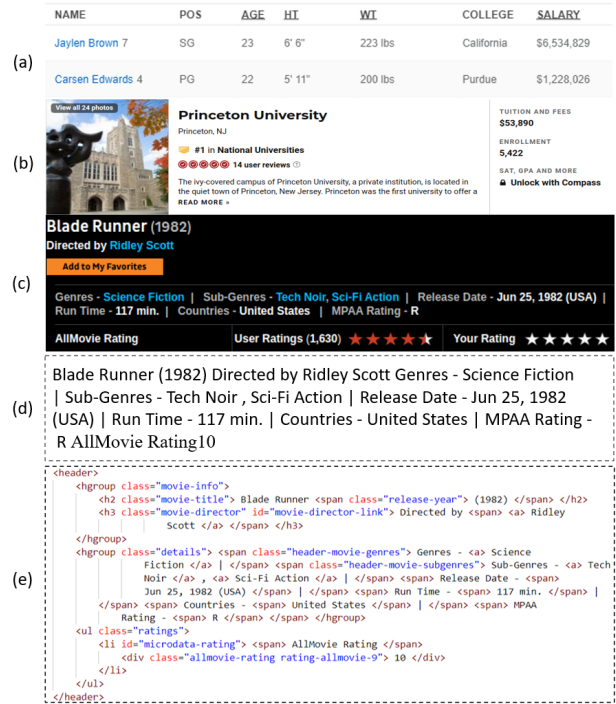 NAME POS AGE HT WT COLLEGE SALARY
Jaylen Brown 7 SG 23 6' 6" 223 lbs California $6,534,829
(a)
Carsen Edwards 4 PG 22 5' 11" 200 lbs Purdue $1,228,026
View all 24 photos
Princeton University
Princeton, NJ
#1 in National Universities
14 user reviews
The ivy-covered campus of Princeton University, a private institution, is located in
the quiet town of Princeton, New Jersey. Princeton was the first university to offer a
READ MORE »
TUITION AND FEES
$53,890
ENROLLMENT
5,422
SAT, GPA AND MORE
Unlock with Compass
(b)
Blade Runner (1982)
Directed by Ridley Scott
Add to My Favorites
(c)
Genres - Science Fiction | Sub-Genres - Tech Noir, Sci-Fi Action | Release Date - Jun 25, 1982 (USA) |
Run Time - 117 min. | Countries - United States | MPAA Rating - R
AllMovie Rating User Ratings (1,630) Your Rating
Blade Runner (1982) Directed by Ridley Scott Genres - Science Fiction
| Sub-Genres - Tech Noir , Sci-Fi Action | Release Date - Jun 25, 1982
(d)
(USA) | Run Time - 117 min. | Countries - United States | MPAA Rating -
R AllMovie Rating10
<header>
<hgroup class="movie-info">
<h2 class="movie-title"> Blade Runner <span class="release-year"> (1982) </span> </h2>
<h3 class="movie-director" id="movie-director-link"> Directed by <span> <a> Ridley
Scott </a> </span> </h3>
</hgroup>
<hgroup class="details"> <span class="header-movie-genres"> Genres - <a> Science
Fiction </a> | </span> <span class="header-movie-subgenres"> Sub-Genres - <a> Tech
Noir </a> , <a> Sci-Fi Action </a> | </span> <span> Release Date - <span>
(e)
Jun 25, 1982 (USA) </span> | </span> <span> Run Time - <span> 117 min. </span> |
</span> <span> Countries - <span> United States </span> | </span> <span> MPAA
Rating - <span> R </span> </span> </hgroup>
<ul class="ratings">
<li id="microdata-rating"> <span> AllMovie Rating </span>
<div class="allmovie-rating rating-allmovie-9"> 10 </div>
</li>
</ul>
</header>